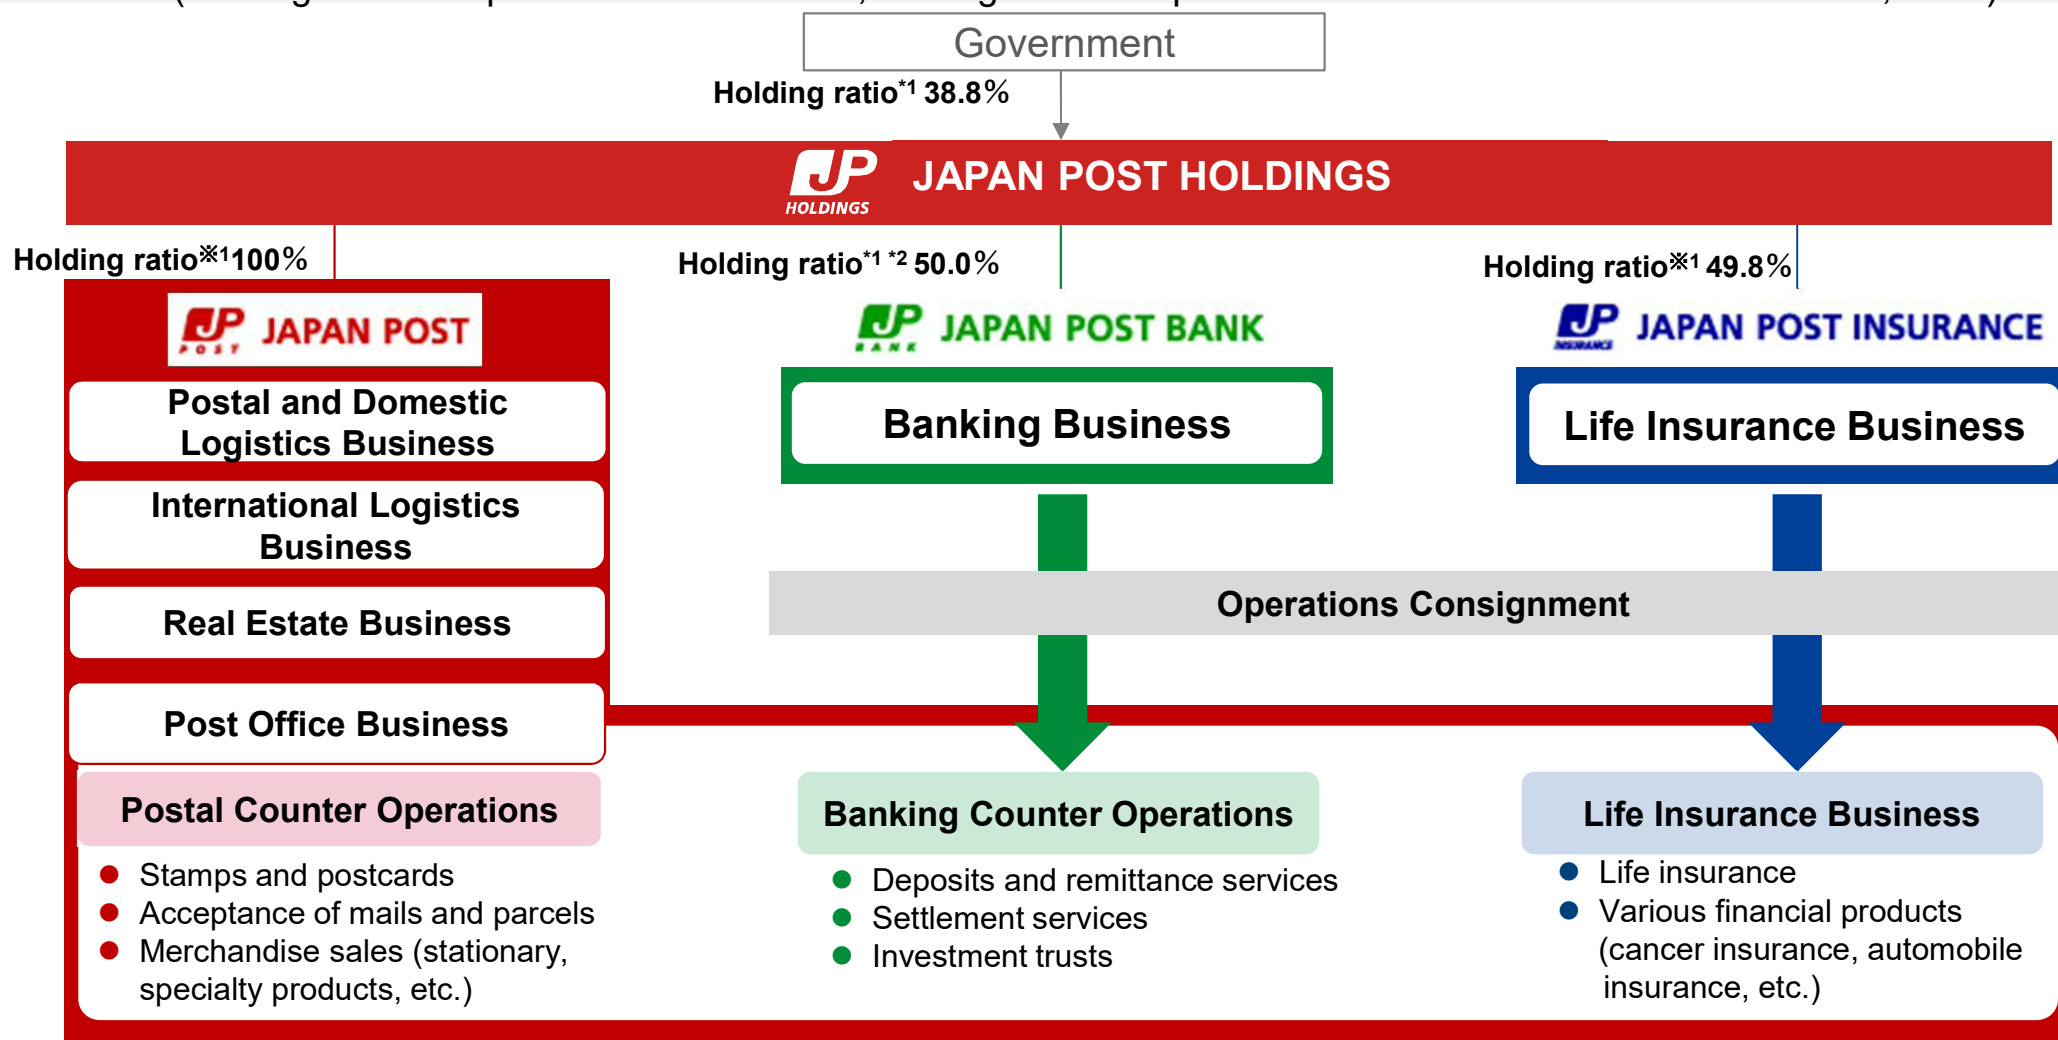 Government
Holding ratio*1 38.8%
JP HOLDINGS
JAPAN POST HOLDINGS
Holding ratio※1100%
Holding ratio*1 *2 50.0%
Holding ratio※1 49.8%
JP POST JAPAN POST
JP BANK JAPAN POST BANK
JP INSURANCE JAPAN POST INSURANCE
Postal and Domestic
Logistics Business
International Logistics
Business
Real Estate Business
Post Office Business
Banking Business
Life Insurance Business
Operations Consignment
Postal Counter Operations
● Stamps and postcards
● Acceptance of mails and parcels
● Merchandise sales (stationary,
specialty products, etc.)
Banking Counter Operations
● Deposits and remittance services
● Settlement services
● Investment trusts
Life Insurance Business
● Life insurance
● Various financial products
(cancer insurance, automobile
insurance, etc.)